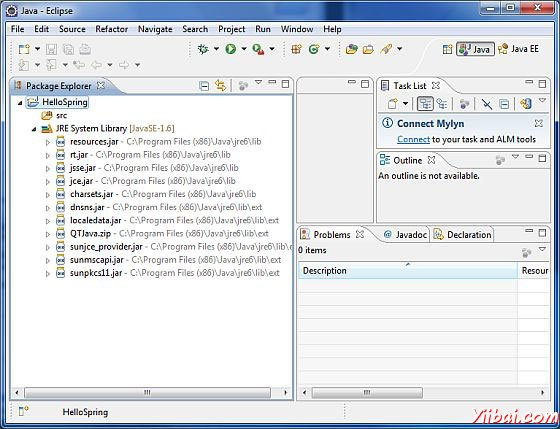 Java - Eclipse
File Edit Source Refactor Navigate Search Project Run Window Help
Java Java EE
Package Explorer
HelloSpring
src
JRE System Library [JavaSE-1.6]
resources.jar - C:\Program Files (x86)\Java\jre6\lib
rt.jar - C:\Program Files (x86)\Java\jre6\lib
jsse.jar - C:\Program Files (x86)\Java\jre6\lib
jce.jar - C:\Program Files (x86)\Java\jre6\lib
charsets.jar - C:\Program Files (x86)\Java\jre6\lib
dnsns.jar - C:\Program Files (x86)\Java\jre6\lib\ext
localedata.jar - C:\Program Files (x86)\Java\jre6\lib\ext
QTJava.zip - C:\Program Files (x86)\Java\jre6\lib\ext
sunjce_provider.jar - C:\Program Files (x86)\Java\jre6\lib\e
sunmscapi.jar - C:\Program Files (x86)\Java\jre6\lib\ext
sunpkcs11.jar - C:\Program Files (x86)\Java\jre6\lib\ext
Task List
Connect Mylyn
Connect to your task and ALM tools
Outline
An outline is not available.
Problems Javadoc Declaration
0 items
Description Resour
HelloSpring
Yiibai.com